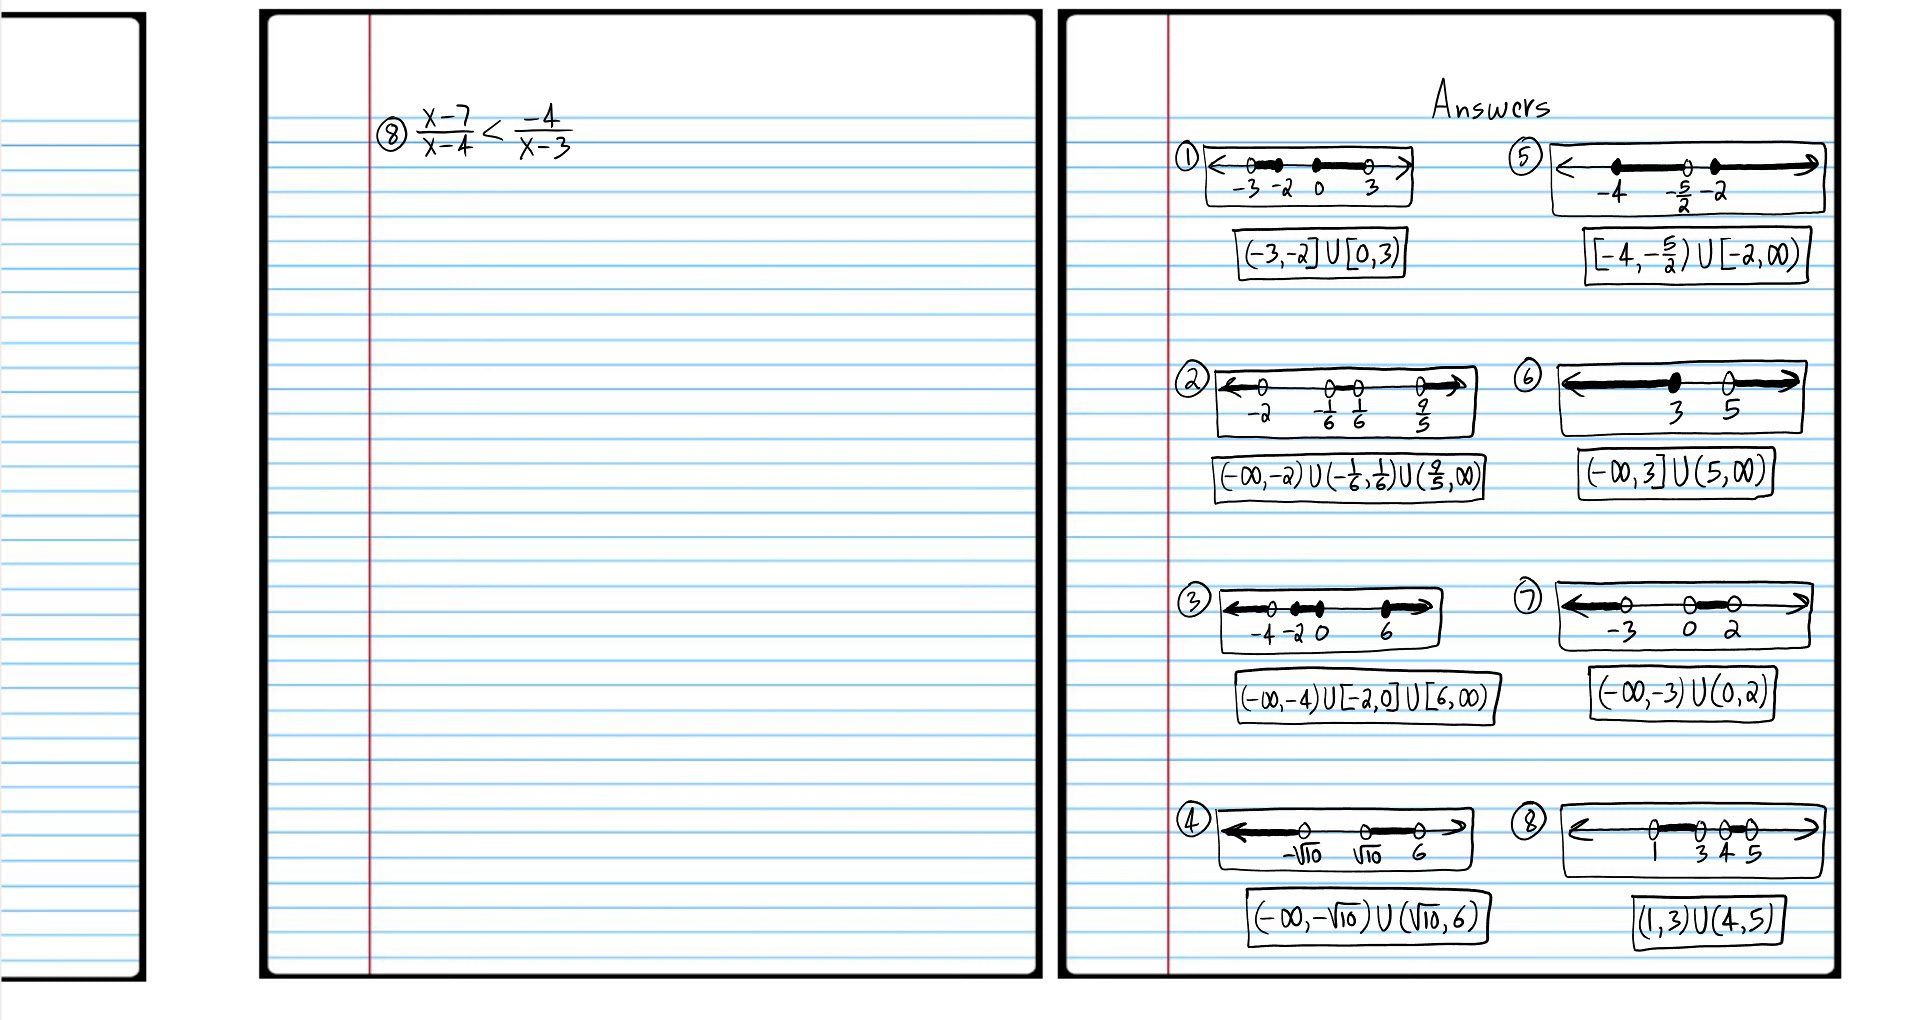 ⑧ x-7/x-4 < -4/x-3
Answers
①
-3 -2 0 3
(-3,-2]∪[0,3)
②
-2 -1/6 1/6 9/5
(-∞,-2)∪(-1/6,1/6)∪(9/5,∞)
③
-4 -2 0 6
(-∞,-4)∪[-2,0]∪[6,∞)
④
-√10 √10 6
(-∞,-√10)∪(√10,6)
⑤
-4 -5/2 -2
[-4,-5/2)∪[-2,∞)
⑥
3 5
(-∞,3]∪(5,∞)
⑦
-3 0 2
(-∞,-3)∪(0,2)
⑧
1 3 4 5
(1,3)∪(4,5)